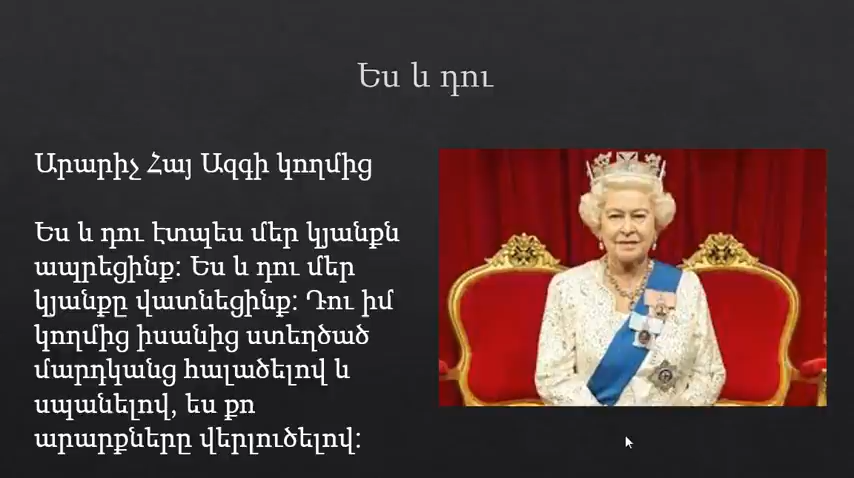 Ես և դու
Արարիչ Հայ Ազգի կողմից
Ես և դու էտպես մեր կյանքն
ապրեցինք: Ես և դու մեր
կյանքը վատնեցինք: Դու իմ
կողմից իսանից ստեղծած
մարդկանց հալածելով և
սպանելով, ես քո
արարքները վերլուծելով: